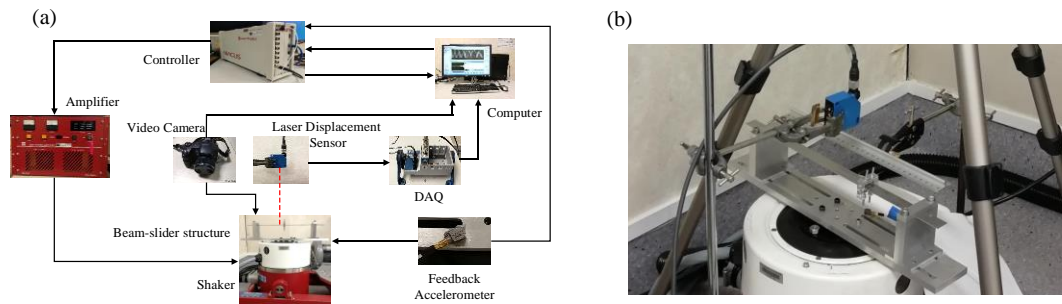 (a)
(b)
Controller
Amplifier
Computer
Video Camera
Laser Displacement
Sensor
DAQ
Beam-slider structure
Shaker
Feedback
Accelerometer